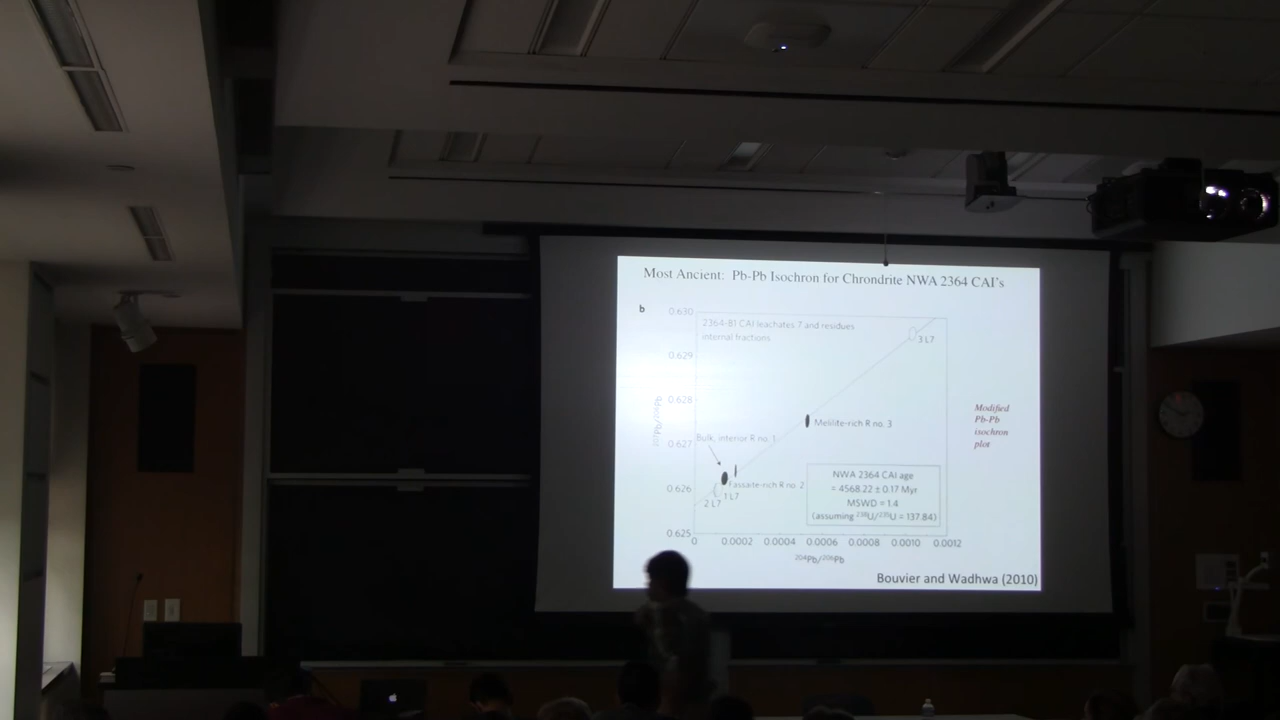 Most Ancient: Pb-Pb Isochron for Chrondrite NWA 2364 CAI's
b
0.630
0.629
0.628
0.627
0.626
0.625
2364-B1 CAI leachates 7 and residues
internal fractions
3 L7
Melilite-rich R no. 3
Bulk, interior R no. 1
Fassaite-rich R no. 2
1 L7
2 L7
NWA 2364 CAI age
= 4568.22 ± 0.17 Myr
MSWD = 1.4
(assuming ²³⁸U/²³⁵U = 137.84)
0 0.0002 0.0004 0.0006 0.0008 0.0010 0.0012
²⁰⁴Pb/²⁰⁶Pb
²⁰⁷Pb/²⁰⁶Pb
Modified
Pb-Pb
isochron
plot
Bouvier and Wadhwa (2010)